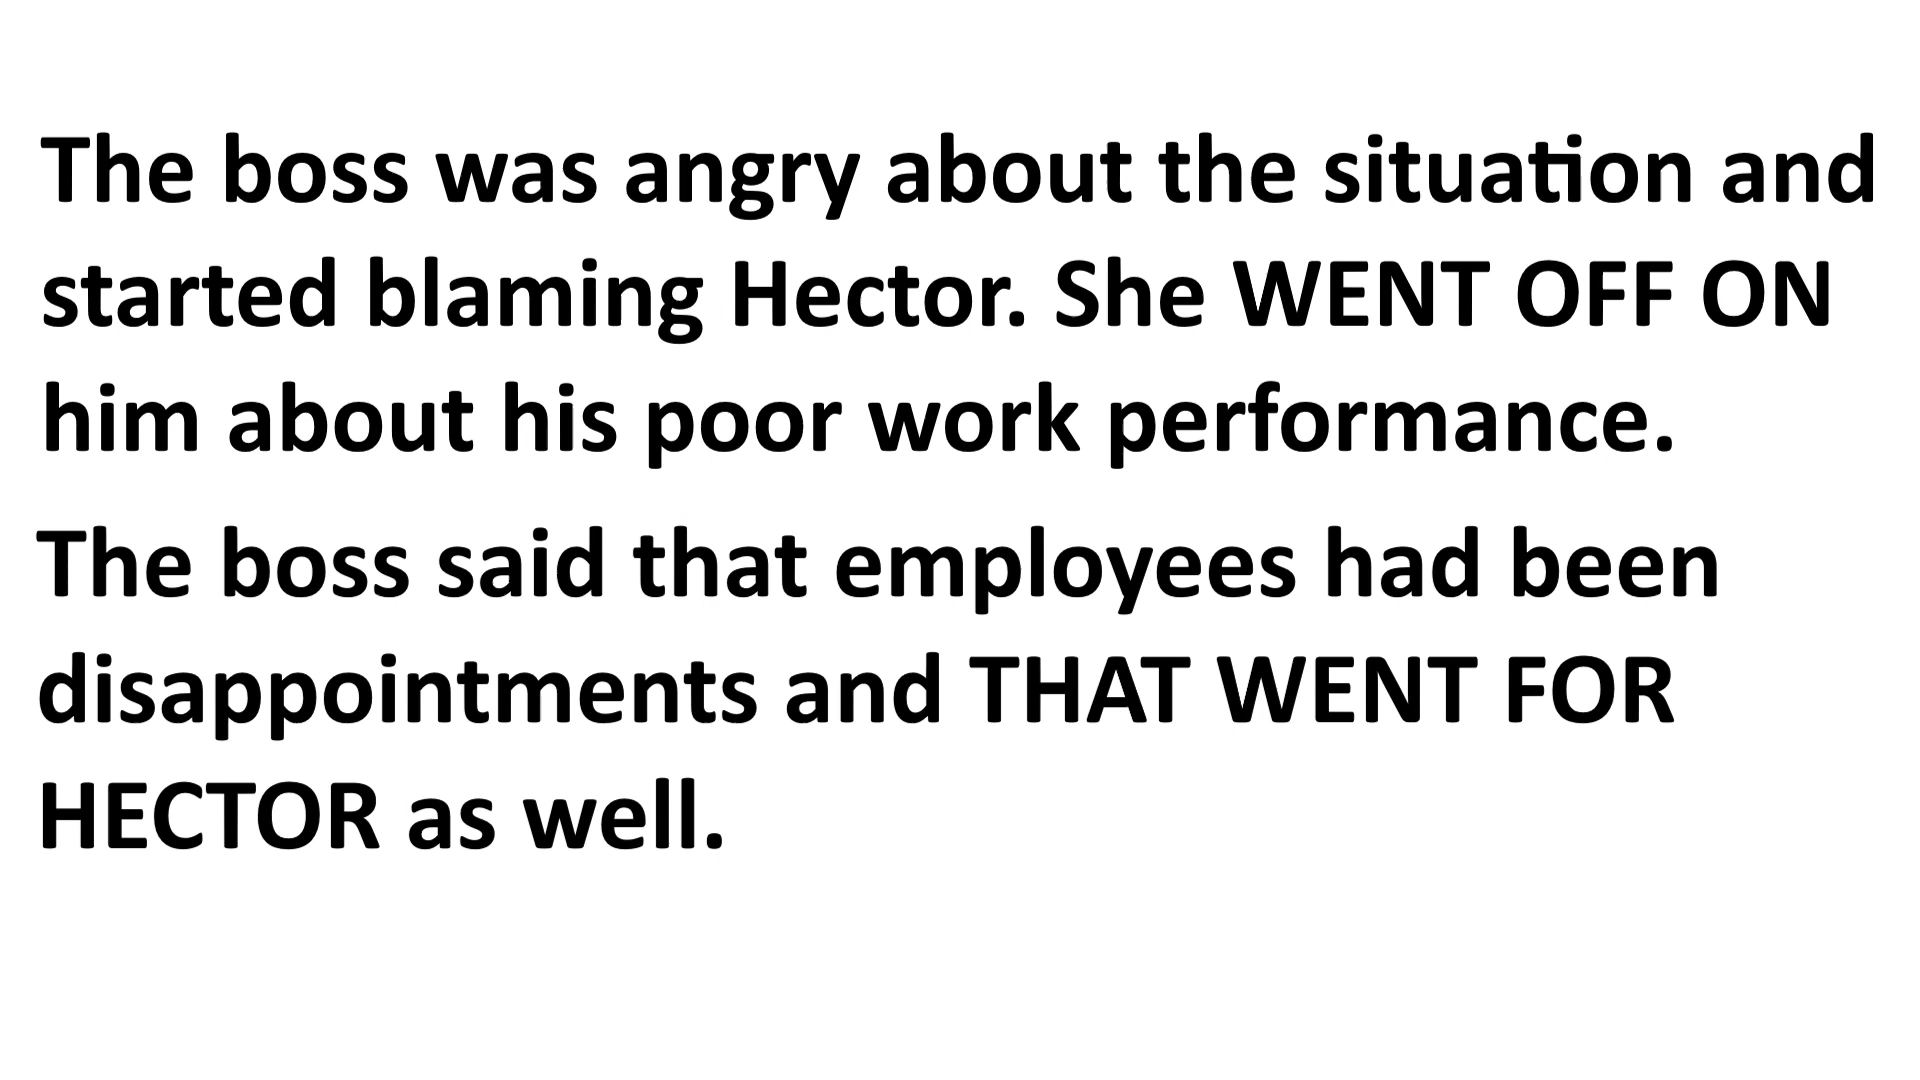 The boss was angry about the situation and
started blaming Hector. She WENT OFF ON
him about his poor work performance.
The boss said that employees had been
disappointments and THAT WENT FOR
HECTOR as well.